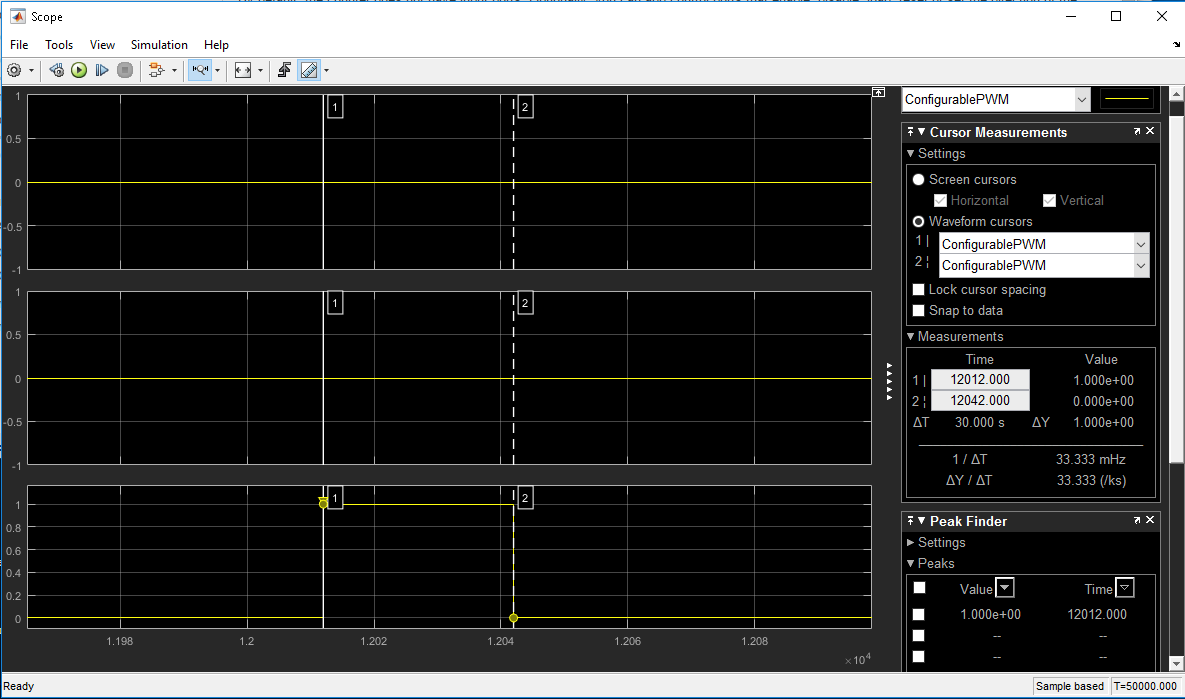 Scope
File Tools View Simulation Help
ConfigurablePWM
1 2
1
0.5
0
-0.5
-1
1 2
1
0.5
0
-0.5
-1
1 2
1
0.8
0.6
0.4
0.2
0
1.198 1.2 1.202 1.204 1.206 1.208
×10⁴
Cursor Measurements
Settings
Screen cursors
Horizontal Vertical
Waveform cursors
1 | ConfigurablePWM
2 ¦ ConfigurablePWM
Lock cursor spacing
Snap to data
Measurements
Time Value
1 | 12012.000 1.000e+00
2 ¦ 12042.000 0.000e+00
ΔT 30.000 s ΔY 1.000e+00
1 / ΔT 33.333 mHz
ΔY / ΔT 33.333 (/ks)
Peak Finder
Settings
Peaks
Value Time
1.000e+00 12012.000
-- --
-- --
Ready Sample based T=50000.000